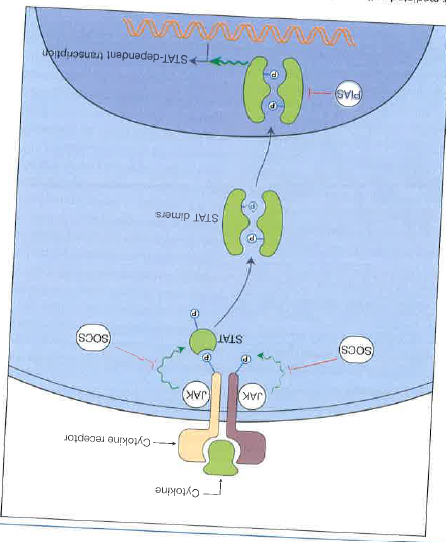 Cytokine
Cytokine receptor
JAK
JAK
SOCS
SOCS
P
P
STAT
P
STAT dimers
P
P
PIAS
P
P
STAT-dependent transcription